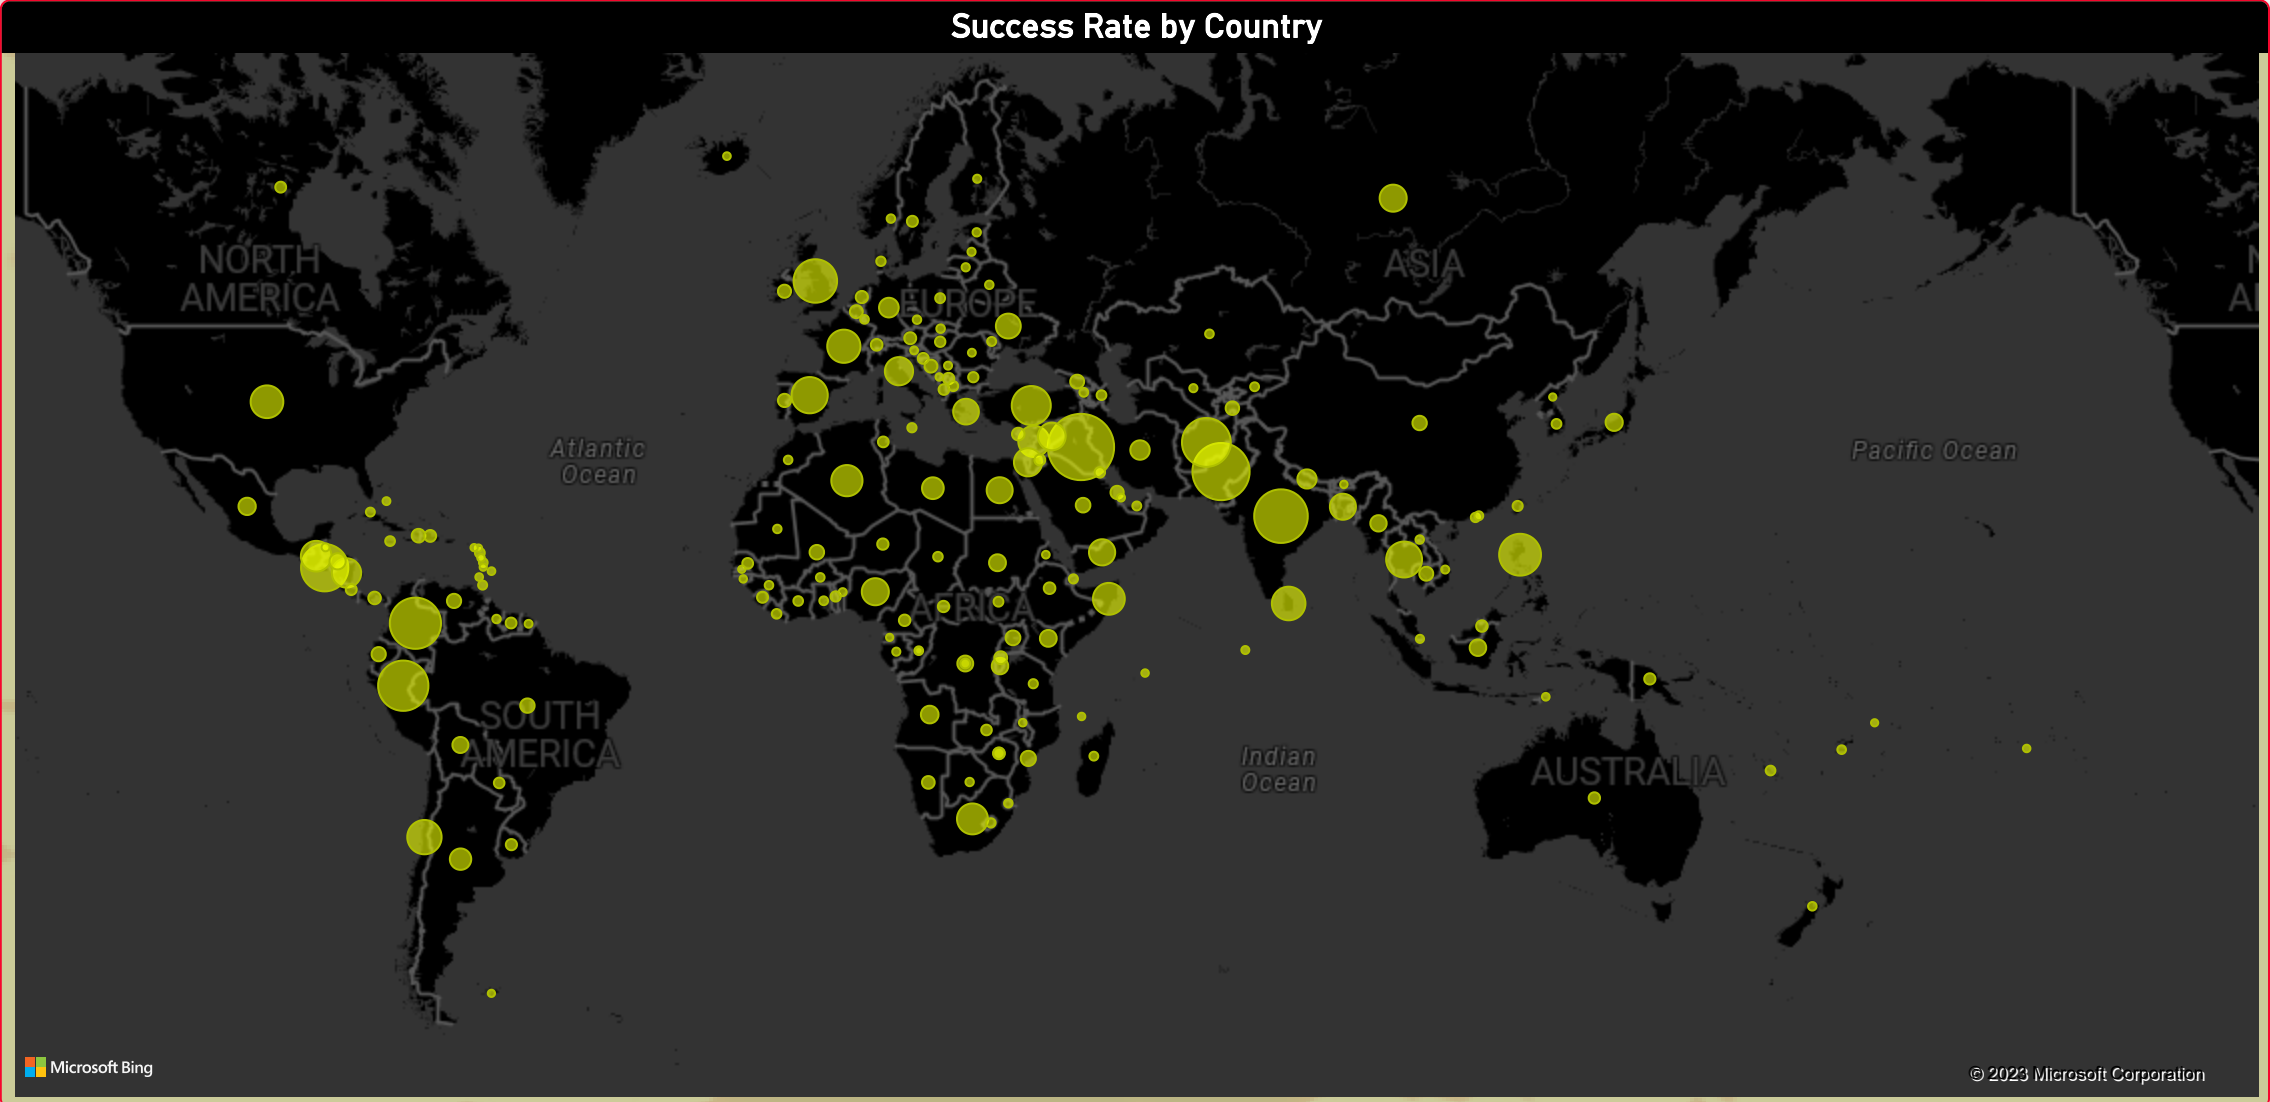 Success Rate by Country
NORTH
AMERICA
EUROPE
ASIA
Atlantic
Ocean
Pacific Ocean
AFRICA
SOUTH
AMERICA
Indian
Ocean
AUSTRALIA
N
A
Microsoft Bing
© 2023 Microsoft Corporation